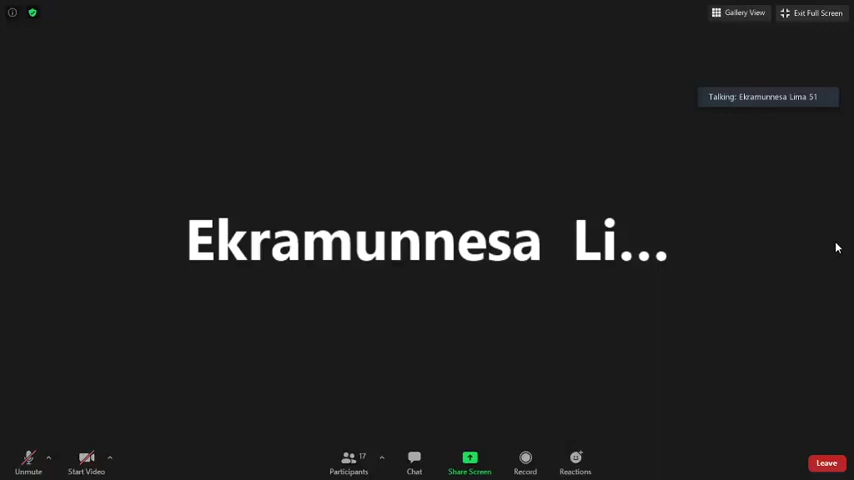 Gallery View
Exit Full Screen
Talking: Ekramunnesa Lima 51
Ekramunnesa Li...
Unmute
Start Video
17
Participants
Chat
Share Screen
Record
Reactions
Leave